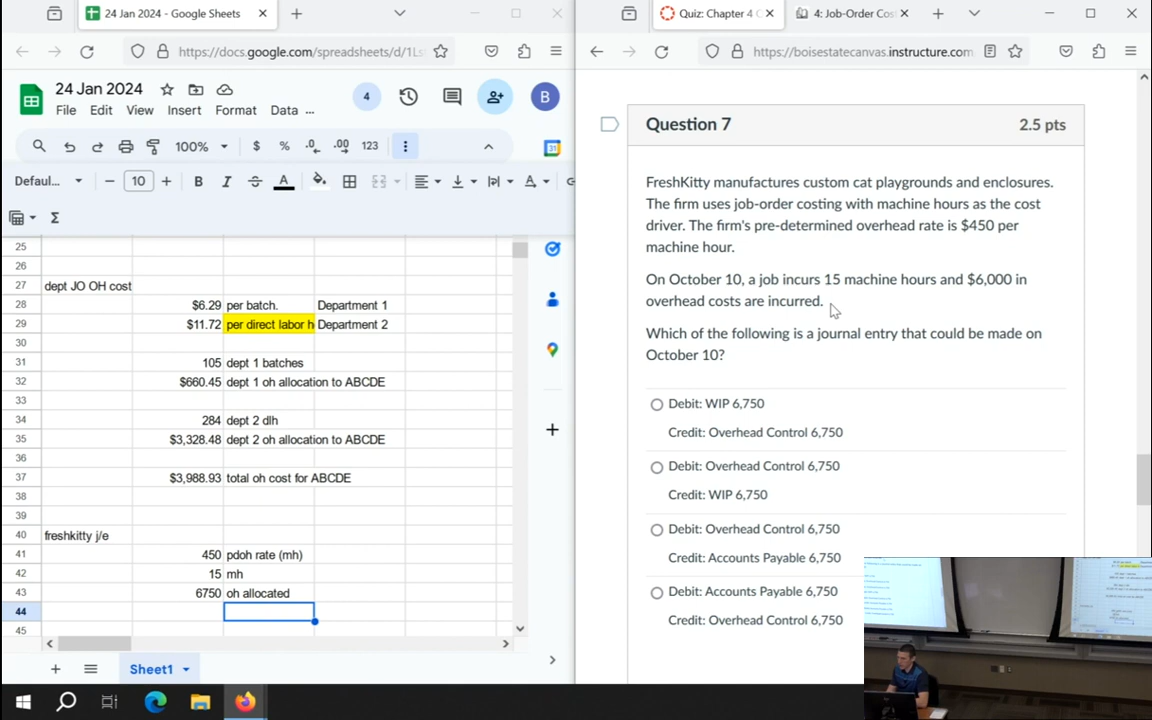 24 Jan 2024 - Google Sheets
https://docs.google.com/spreadsheets/d/1Ls
24 Jan 2024
File Edit View Insert Format Data ...
4
B
100% $ % .0 .00 123
31
Defaul... 10 B I A
25
26
27 dept JO OH cost
28 $6.29 per batch. Department 1
29 $11.72 per direct labor h Department 2
30
31 105 dept 1 batches
32 $660.45 dept 1 oh allocation to ABCDE
33
34 284 dept 2 dlh
35 $3,328.48 dept 2 oh allocation to ABCDE
36
37 $3,988.93 total oh cost for ABCDE
38
39
40 freshkitty j/e
41 450 pdoh rate (mh)
42 15 mh
43 6750 oh allocated
44
45
Sheet1
Quiz: Chapter 4 C
4: Job-Order Cos
https://boisestatecanvas.instructure.com
Question 7
2.5 pts
FreshKitty manufactures custom cat playgrounds and enclosures.
The firm uses job-order costing with machine hours as the cost
driver. The firm's pre-determined overhead rate is $450 per
machine hour.
On October 10, a job incurs 15 machine hours and $6,000 in
overhead costs are incurred.
Which of the following is a journal entry that could be made on
October 10?
Debit: WIP 6,750
Credit: Overhead Control 6,750
Debit: Overhead Control 6,750
Credit: WIP 6,750
Debit: Overhead Control 6,750
Credit: Accounts Payable 6,750
Debit: Accounts Payable 6,750
Credit: Overhead Control 6,750